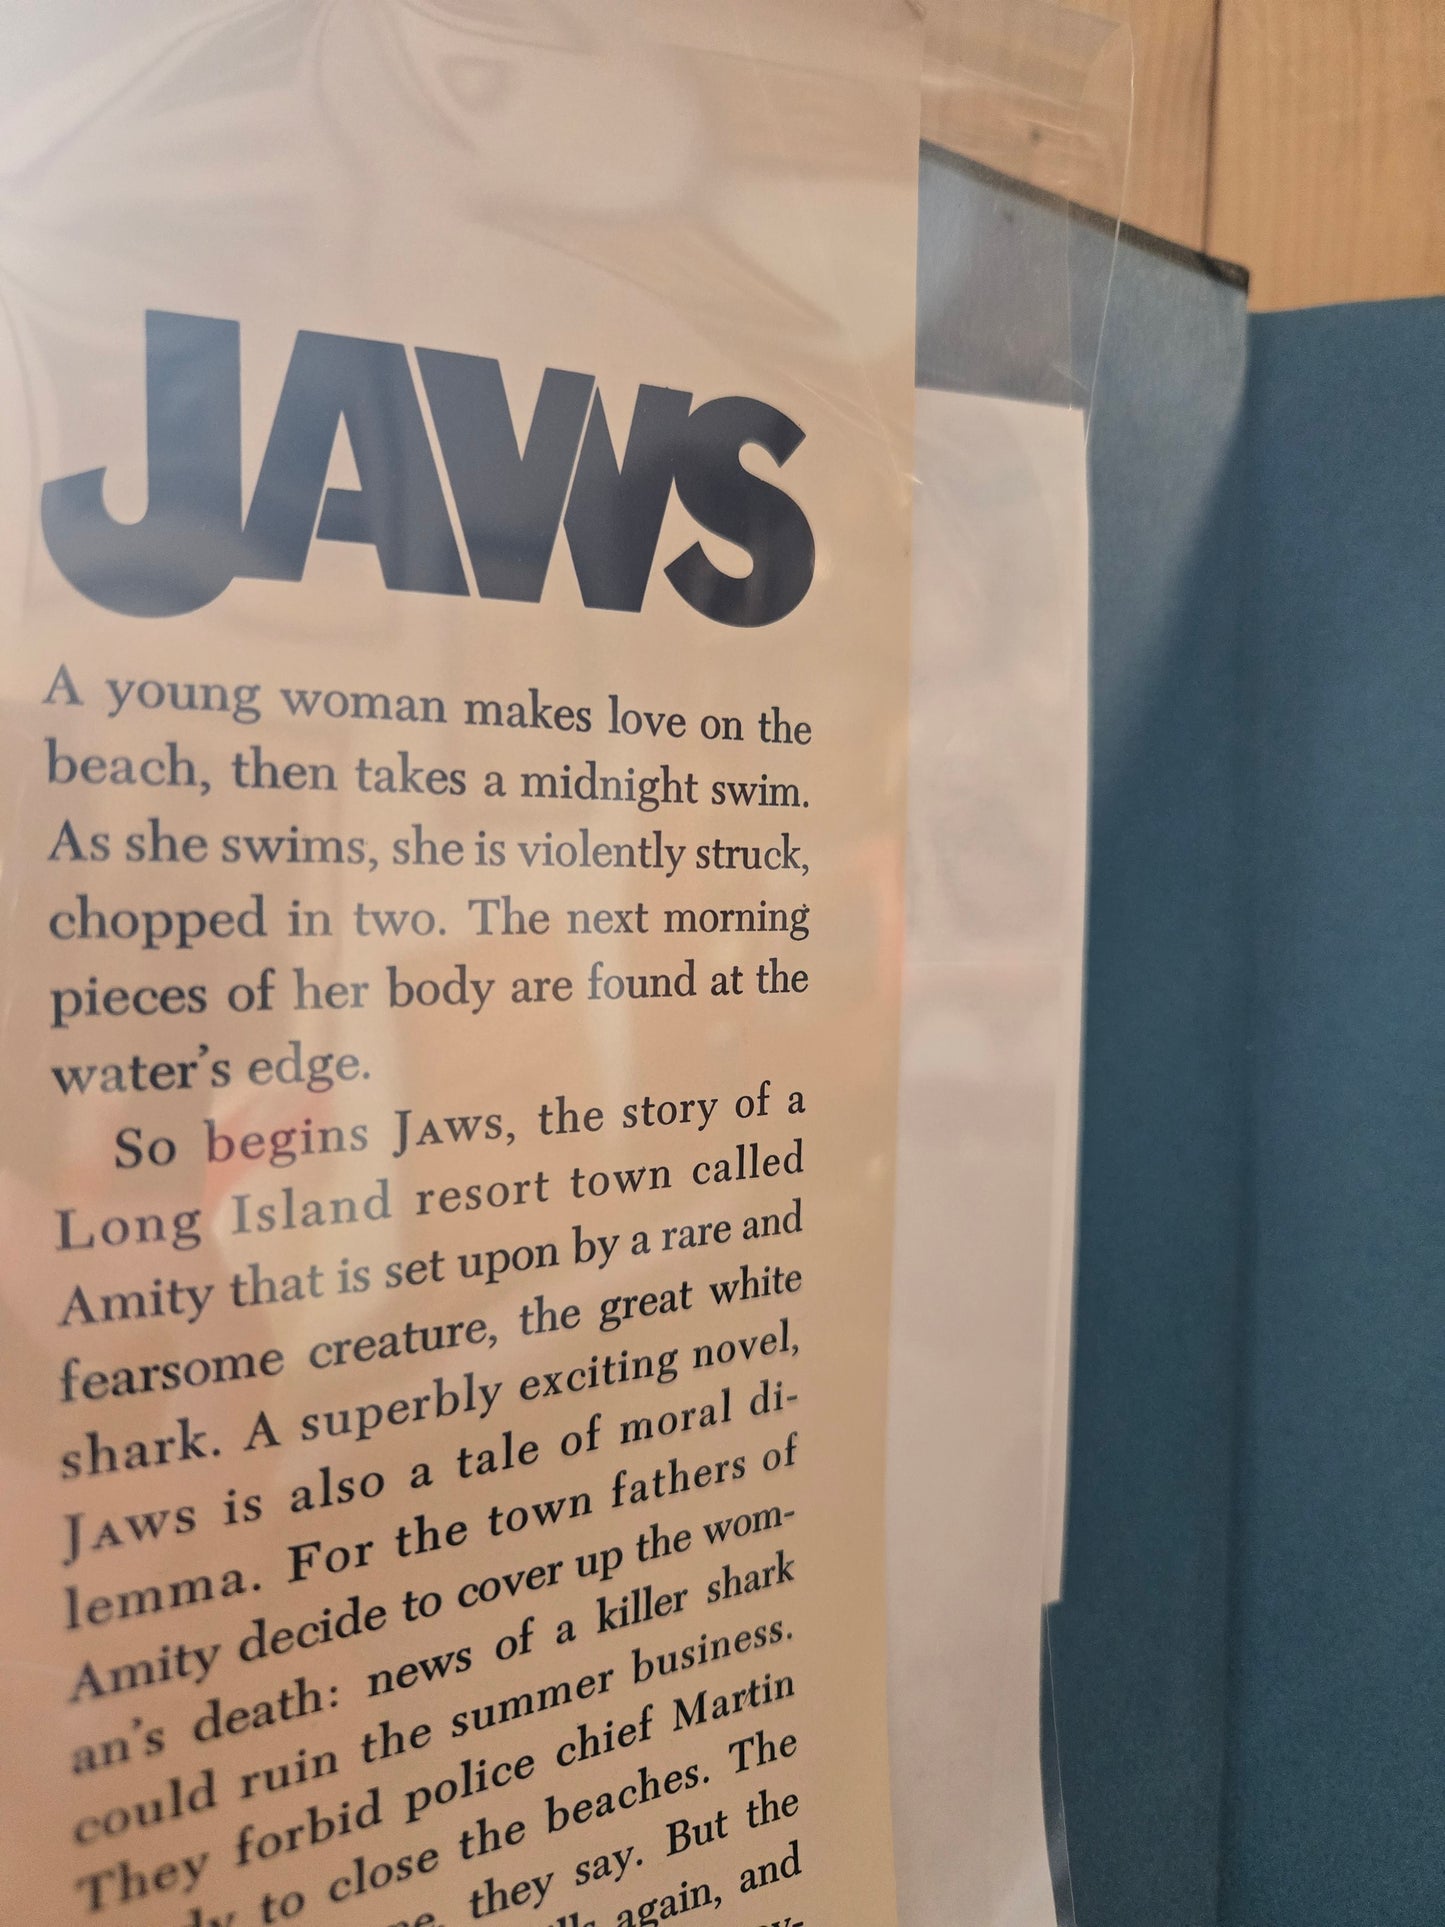 JAWS
A young woman makes love on the
beach, then takes a midnight swim.
As she swims, she is violently struck,
chopped in two. The next morning
pieces of her body are found at the
water's edge.
So begins JAWS, the story of a
Long Island resort town called
Amity that is set upon by a rare and
fearsome creature, the great white
shark. A superbly exciting novel,
JAWS is also a tale of moral di-
lemma. For the town fathers of
Amity decide to cover up the wom-
an's death: news of a killer shark
could ruin the summer business.
They forbid police chief Martin
to close the beaches. The
they say. But the
again, and